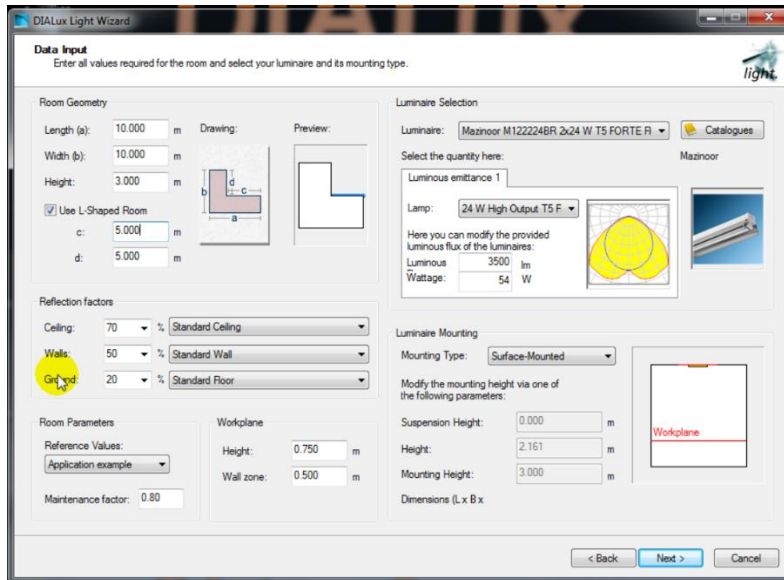 DIALux
DIALux Light Wizard
Data Input
Enter all values required for the room and select your luminaire and its mounting type.
light.
Room Geometry
Length (a): 10.000 m
Width (b): 10.000 m
Height: 3.000 m
Use L-Shaped Room
c: 5.000 m
d: 5.000 m
Drawing:
b d c a
Preview:
Reflection factors
Ceiling: 70 % Standard Ceiling
Walls: 50 % Standard Wall
Ground: 20 % Standard Floor
Room Parameters
Reference Values:
Application example
Maintenance factor: 0.80
Workplane
Height: 0.750 m
Wall zone: 0.500 m
Luminaire Selection
Luminaire: Mazinoor M122224BR 2x24 W T5 FORTE R
Catalogues
Select the quantity here:
Mazinoor
Luminous emittance 1
Lamp: 24 W High Output T5 F
Here you can modify the provided
luminous flux of the luminaires:
Luminous 3500 lm
Wattage: 54 W
Luminaire Mounting
Mounting Type: Surface-Mounted
Modify the mounting height via one of
the following parameters:
Suspension Height: 0.000 m
Height: 2.161 m
Mounting Height: 3.000 m
Dimensions (L x B x
Workplane
< Back
Next >
Cancel